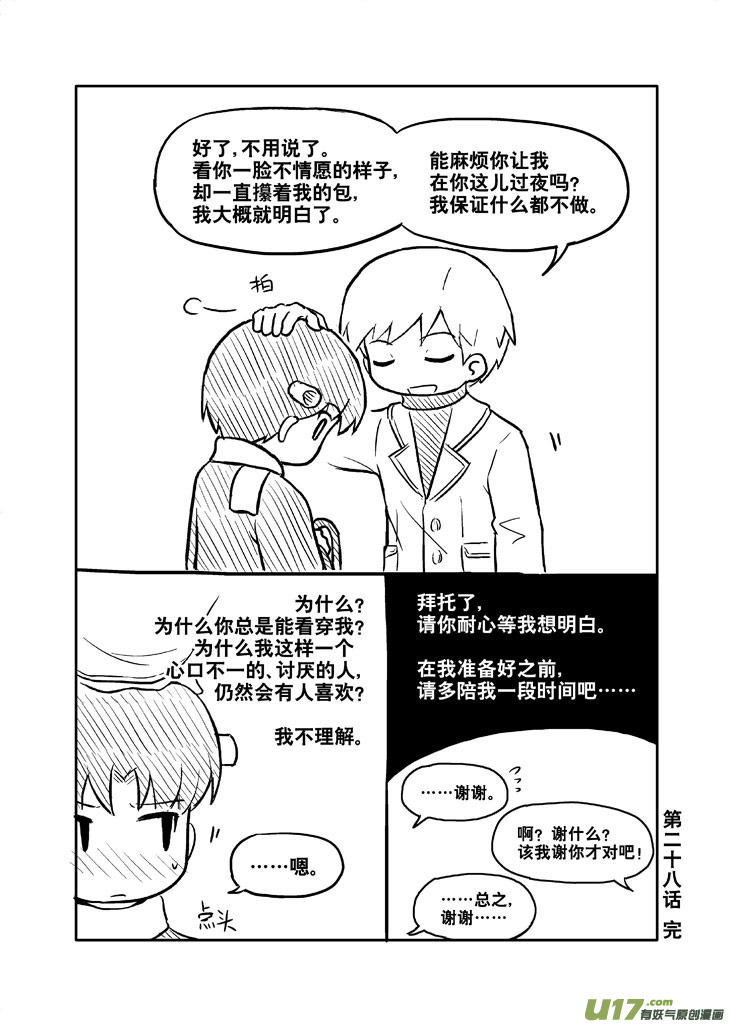 好了，不用说了。
看你一脸不情愿的样子，
却一直攥着我的包，
我大概就明白了。
能麻烦你让我
在你这儿过夜吗？
我保证什么都不做。
拍
为什么？
为什么你总是能看穿我？
为什么我这样一个
心口不一的、讨厌的人，
仍然会有人喜欢？
我不理解。
……嗯。
点头
拜托了，
请你耐心等我想明白。
在我准备好之前，
请多陪我一段时间吧……
……谢谢。
啊？谢什么？
该我谢你才对吧！
……总之，
谢谢……
第二十八话 完
U17.com
有妖气原创漫画